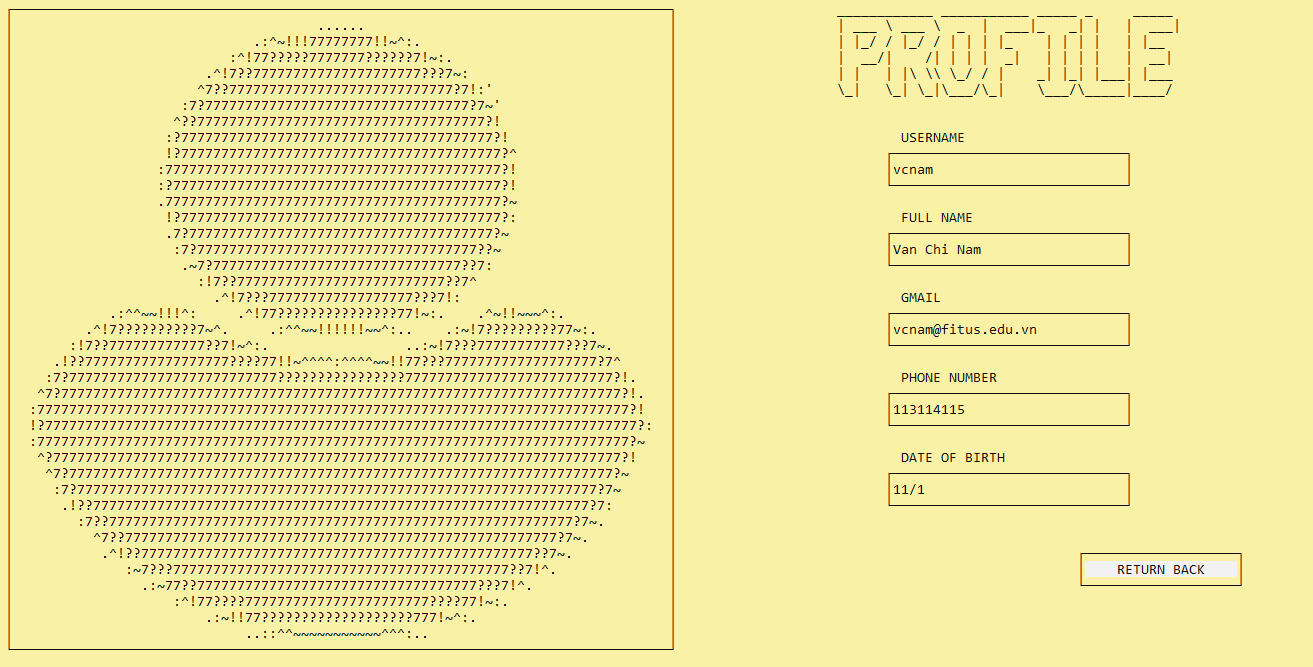 PROFILE
USERNAME
vcnam
FULL NAME
Van Chi Nam
GMAIL
vcnam@fitus.edu.vn
PHONE NUMBER
113114115
DATE OF BIRTH
11/1
RETURN BACK